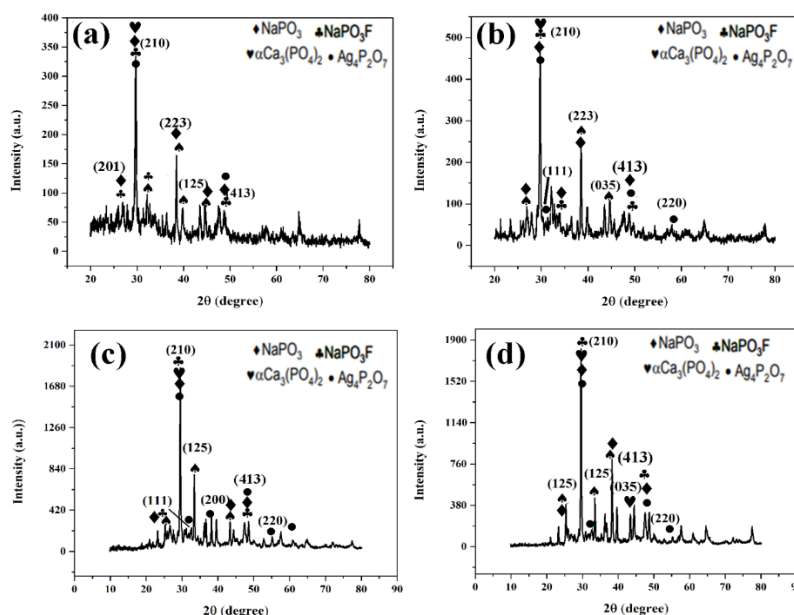 (a)
♦NaPO₃ ♣NaPO₃F
♥αCa₃(PO₄)₂ • Ag₄P₂O₇
(210)
(223)
(201)
(125)
(413)
400
350
300
250
200
150
100
50
0
Intensity (a.u.)
20 30 40 50 60 70 80
2θ (degree)
(b)
♦NaPO₃ ♣NaPO₃F
♥αCa₃(PO₄)₂ • Ag₄P₂O₇
(210)
(223)
(111)
(413)
(035)
(220)
500
400
300
200
100
0
Intensity (a.u.)
20 30 40 50 60 70 80
2θ (degree)
(c)
♦NaPO₃ ♣NaPO₃F
♥αCa₃(PO₄)₂ • Ag₄P₂O₇
(210)
(125)
(111)
(200)
(413)
(220)
2100
1680
1260
840
420
0
Intensity (a.u.))
10 20 30 40 50 60 70 80 90
2θ (degree)
(d)
♦NaPO₃ ♣NaPO₃F
♥αCa₃(PO₄)₂ • Ag₄P₂O₇
(210)
(125)
(125)
(413)
(035)
(220)
1900
1520
1140
760
380
0
Intensity (a.u.)
10 20 30 40 50 60 70 80 90
2θ (degree)